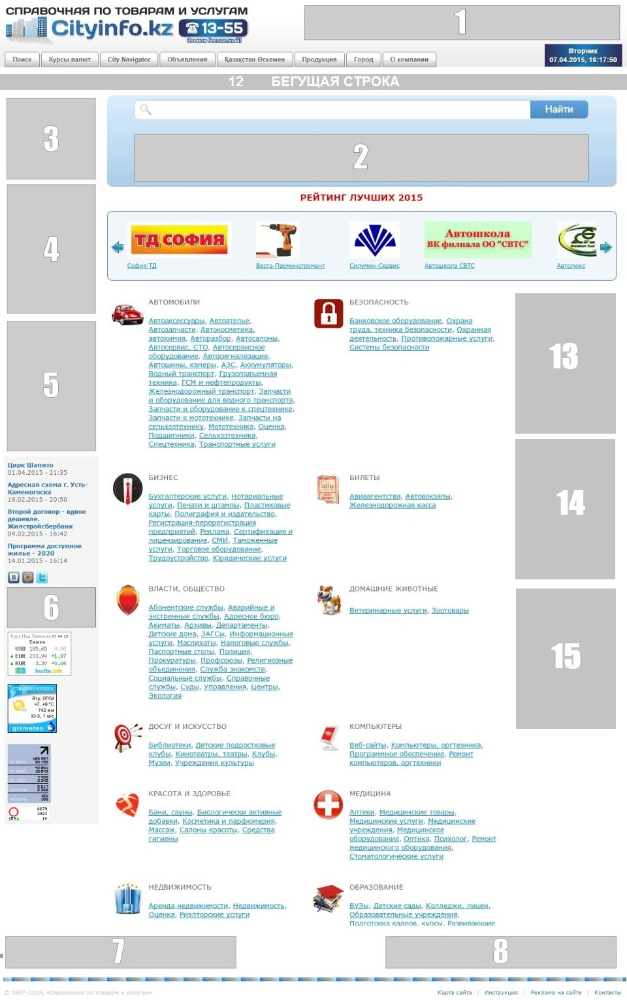 СПРАВОЧНАЯ ПО ТОВАРАМ И УСЛУГАМ
Cityinfo.kz 13-55
Звонок бесплатный!
1
Поиск Курсы валют City Navigator Объявления Қазақстан Өскемен Продукция Город О компании
Вторник
07.04.2015, 16:17:50
12 БЕГУЩАЯ СТРОКА
3
4
5
Найти
2
РЕЙТИНГ ЛУЧШИХ 2015
ТД СОФИЯ
Автошкола
ВК филиала ОО "СВТС"
Golden Car
София ТД Веста-Проминструмент Силумин-Сервис Автошкола СВТС Автолюкс
АВТОМОБИЛИ
Автоаксессуары, Автоателье,
Автозапчасти, Автокосметика,
автохимия, Авторазбор, Автосалоны,
Автосервис, СТО, Автосервисное
оборудование, Автосигнализация,
Автошины, камеры, АЗС, Аккумуляторы,
Водный транспорт, Грузоподъемная
техника, ГСМ и нефтепродукты,
Железнодорожный транспорт, Запчасти
и оборудование для водного транспорта,
Запчасти и оборудование к спецтехнике,
Запчасти к мототехнике, Запчасти на
сельхозтехнику, Мототехника, Оценка,
Подшипники, Сельхозтехника,
Спецтехника, Транспортные услуги
БЕЗОПАСНОСТЬ
Банковское оборудование, Охрана
труда, техника безопасности, Охранная
деятельность, Противопожарные услуги,
Системы безопасности
13
14
15
Цирк Шапито
01.04.2015 - 21:35
Адресная схема г. Усть-
Каменогоска
16.02.2015 - 20:50
Второй договор - вдвое
дешевле.
Жилстройсбербанк
04.02.2015 - 16:42
Программа доступное
жилье - 2020
14.01.2015 - 16:14
6
Курс Нац. Банка на 07.04.15.
Тенге
USD 185.65 0.00
EUR 203.94 +1.97
RUR 3.30 +0.04
kazfin.info
Усть-Каменогорск
Втр, 07/04
+7..+9 °C
742 мм
Ю-З, 1 м/с
gismeteo
6679
2923
159 14
БИЗНЕС
Бухгалтерские услуги, Нотариальные
услуги, Печати и штампы, Пластиковые
карты, Полиграфия и издательство,
Регистрация-перерегистрация
предприятий, Реклама, Сертификация и
лицензирование, СМИ, Таможенные
услуги, Торговое оборудование,
Трудоустройство, Юридические услуги
БИЛЕТЫ
Авиаагентства, Автовокзалы,
Железнодорожная касса
ВЛАСТИ, ОБЩЕСТВО
Абонентские службы, Аварийные и
экстренные службы, Адресное бюро,
Акиматы, Архивы, Департаменты,
Детские дома, ЗАГСы, Информационные
услуги, Маслихаты, Налоговые службы,
Паспортные столы, Полиция,
Прокуратуры, Профсоюзы, Религиозные
объединения, Служба знакомств,
Социальные службы, Справочные
службы, Суды, Управления, Центры,
Экология
ДОМАШНИЕ ЖИВОТНЫЕ
Ветеринарные услуги, Зоотовары
ДОСУГ И ИСКУССТВО
Библиотеки, Детские подростковые
клубы, Кинотеатры, театры, Клубы,
Музеи, Учреждения культуры
КОМПЬЮТЕРЫ
Веб-сайты, Компьютеры, оргтехника,
Программное обеспечение, Ремонт
компьютеров, оргтехники
КРАСОТА И ЗДОРОВЬЕ
Бани, сауны, Биологически активные
добавки, Косметика и парфюмерия,
Массаж, Салоны красоты, Средства
гигиены
МЕДИЦИНА
Аптеки, Медицинские товары,
Медицинские услуги, Медицинские
учреждения, Медицинское
оборудование, Оптика, Психолог, Ремонт
медицинского оборудования,
Стоматологические услуги
НЕДВИЖИМОСТЬ
Аренда недвижимости, Недвижимость,
Оценка, Риэлторские услуги
ОБРАЗОВАНИЕ
ВУЗы, Детские сады, Колледжи, лицеи,
Образовательные учреждения,
Подготовка кадров, курсы, Развивающие
7
8
© 1997–2015, «Справочная по товарам и услугам»
Карта сайта | Инструкция | Реклама на сайте | Контакты